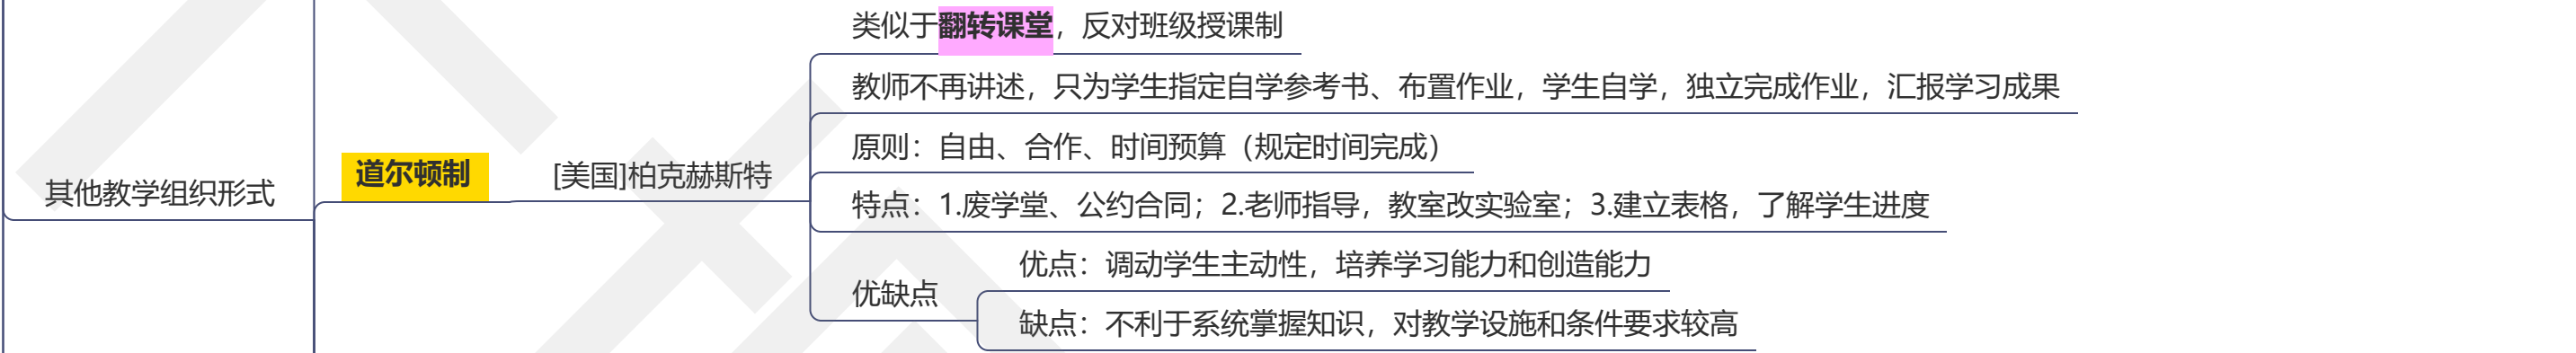 类似于翻转课堂，反对班级授课制
教师不再讲述，只为学生指定自学参考书、布置作业，学生自学，独立完成作业，汇报学习成果
原则：自由、合作、时间预算（规定时间完成）
道尔顿制
[美国]柏克赫斯特
其他教学组织形式
特点：1.废学堂、公约合同；2.老师指导，教室改实验室；3.建立表格，了解学生进度
优点：调动学生主动性，培养学习能力和创造能力
优缺点
缺点：不利于系统掌握知识，对教学设施和条件要求较高